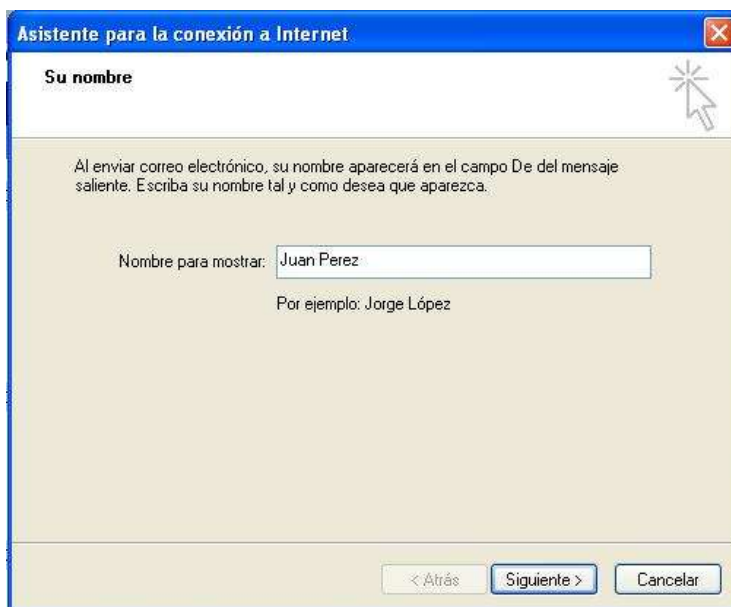 Asistente para la conexión a Internet
Su nombre
Al enviar correo electrónico, su nombre aparecerá en el campo De del mensaje
saliente. Escriba su nombre tal y como desea que aparezca.
Nombre para mostrar: Juan Perez
Por ejemplo: Jorge López
< Atrás Siguiente > Cancelar